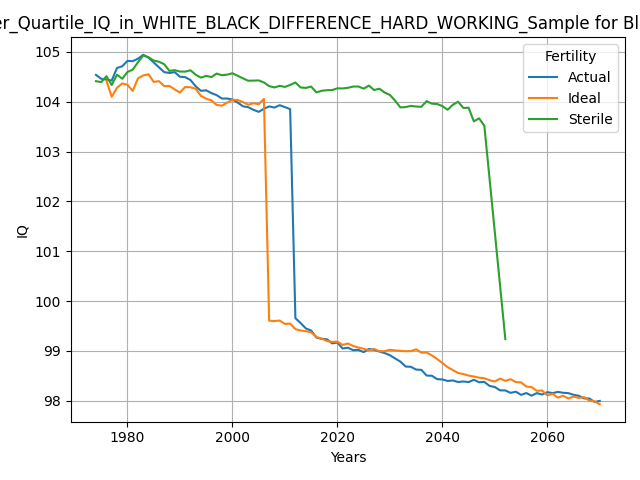 er_Quartile_IQ_in_WHITE_BLACK_DIFFERENCE_HARD_WORKING_Sample for Bl
105
104
103
102
101
100
99
98
IQ
Fertility
Actual
Ideal
Sterile
1980
2000
2020
2040
2060
Years